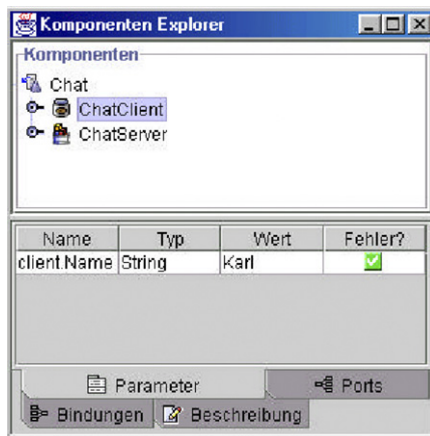 Komponenten Explorer
Komponenten
Chat
ChatClient
ChatServer
Name Typ Wert Fehler?
client.Name String Karl
Parameter Ports
Bindungen Beschreibung